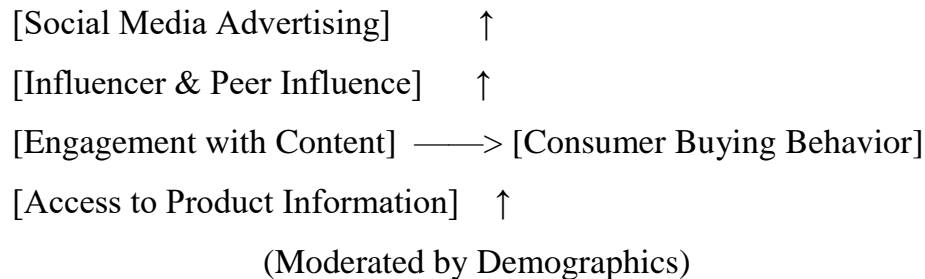 [Social Media Advertising] ↑
[Influencer & Peer Influence] ↑
[Engagement with Content] ——> [Consumer Buying Behavior]
[Access to Product Information] ↑
(Moderated by Demographics)